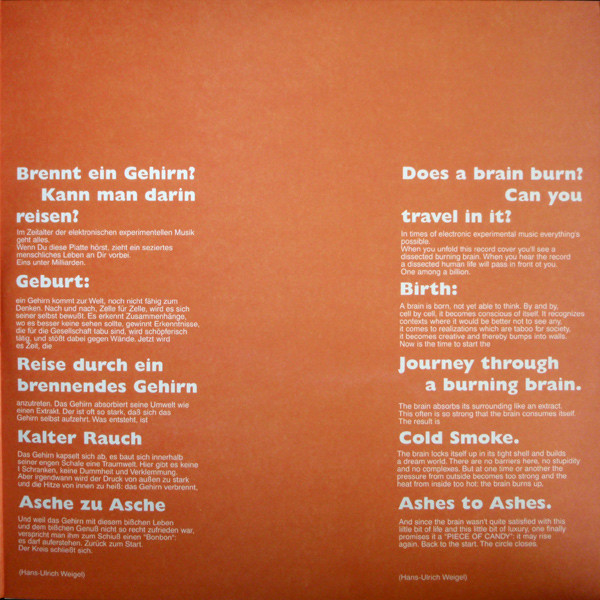 Brennt ein Gehirn?
Kann man darin
reisen?
Im Zeitalter der elektronischen experimentellen Musik
geht alles.
Wenn Du diese Platte hörst, zieht ein seziertes
menschliches Leben an Dir vorbei.
Eins unter Milliarden.
Geburt:
ein Gehirn kommt zur Welt, noch nicht fähig zum
Denken. Nach und nach, Zelle für Zelle, wird es sich
seiner selbst bewußt. Es erkennt Zusammenhänge,
wo es besser keine sehen sollte, gewinnt Erkenntnisse,
die für die Gesellschaft tabu sind, wird schöpferisch
tätig, und stößt dabei gegen Wände. Jetzt wird
es Zeit, die
Reise durch ein
brennendes Gehirn
anzutreten. Das Gehirn absorbiert seine Umwelt wie
einen Extrakt. Der ist oft so stark, daß sich das
Gehirn selbst aufzehrt. Was entsteht, ist
Kalter Rauch
Das Gehirn kapselt sich ab, es baut sich innerhalb
seiner engen Schale eine Traumwelt. Hier gibt es keine
Schranken, keine Dummheit und Verklemmung.
Aber irgendwann wird der Druck von außen zu stark
und die Hitze von innen zu heiß: das Gehirn verbrennt.
Asche zu Asche
Und weil das Gehirn mit diesem bißchen Leben
und dem bißchen Genuß nicht so recht zufrieden war,
verspricht man ihm zum Schluß einen "Bonbon":
es darf auferstehen. Zurück zum Start.
Der Kreis schließt sich.
(Hans-Ulrich Weigel)
Does a brain burn?
Can you
travel in it?
In times of electronic experimental music everything's
possible.
When you unfold this record cover you'll see a
dissected burning brain. When you hear the record
a dissected human life will pass in front of you.
One among a billion.
Birth:
A brain is born, not yet able to think. By and by,
cell by cell, it becomes conscious of itself. It recognizes
contexts where it would be better not to see any
it comes to realizations which are taboo for society,
it becomes creative and thereby bumps into walls.
Now is the time to start the
Journey through
a burning brain.
The brain absorbs its surrounding like an extract.
This often is so strong that the brain consumes itself.
The result is
Cold Smoke.
The brain locks itself up in its tight shell and builds
a dream world. There are no barriers here, no stupidity
and no complexes. But at one time or another the
pressure from outside becomes too strong and the
heat from inside too hot: the brain burns up.
Ashes to Ashes.
And since the brain wasn't quite satisfied with this
little bit of life and this little bit of luxury, one finally
promises it a "PIECE OF CANDY": it may rise
again. Back to the start. The circle closes.
(Hans-Ulrich Weigel)